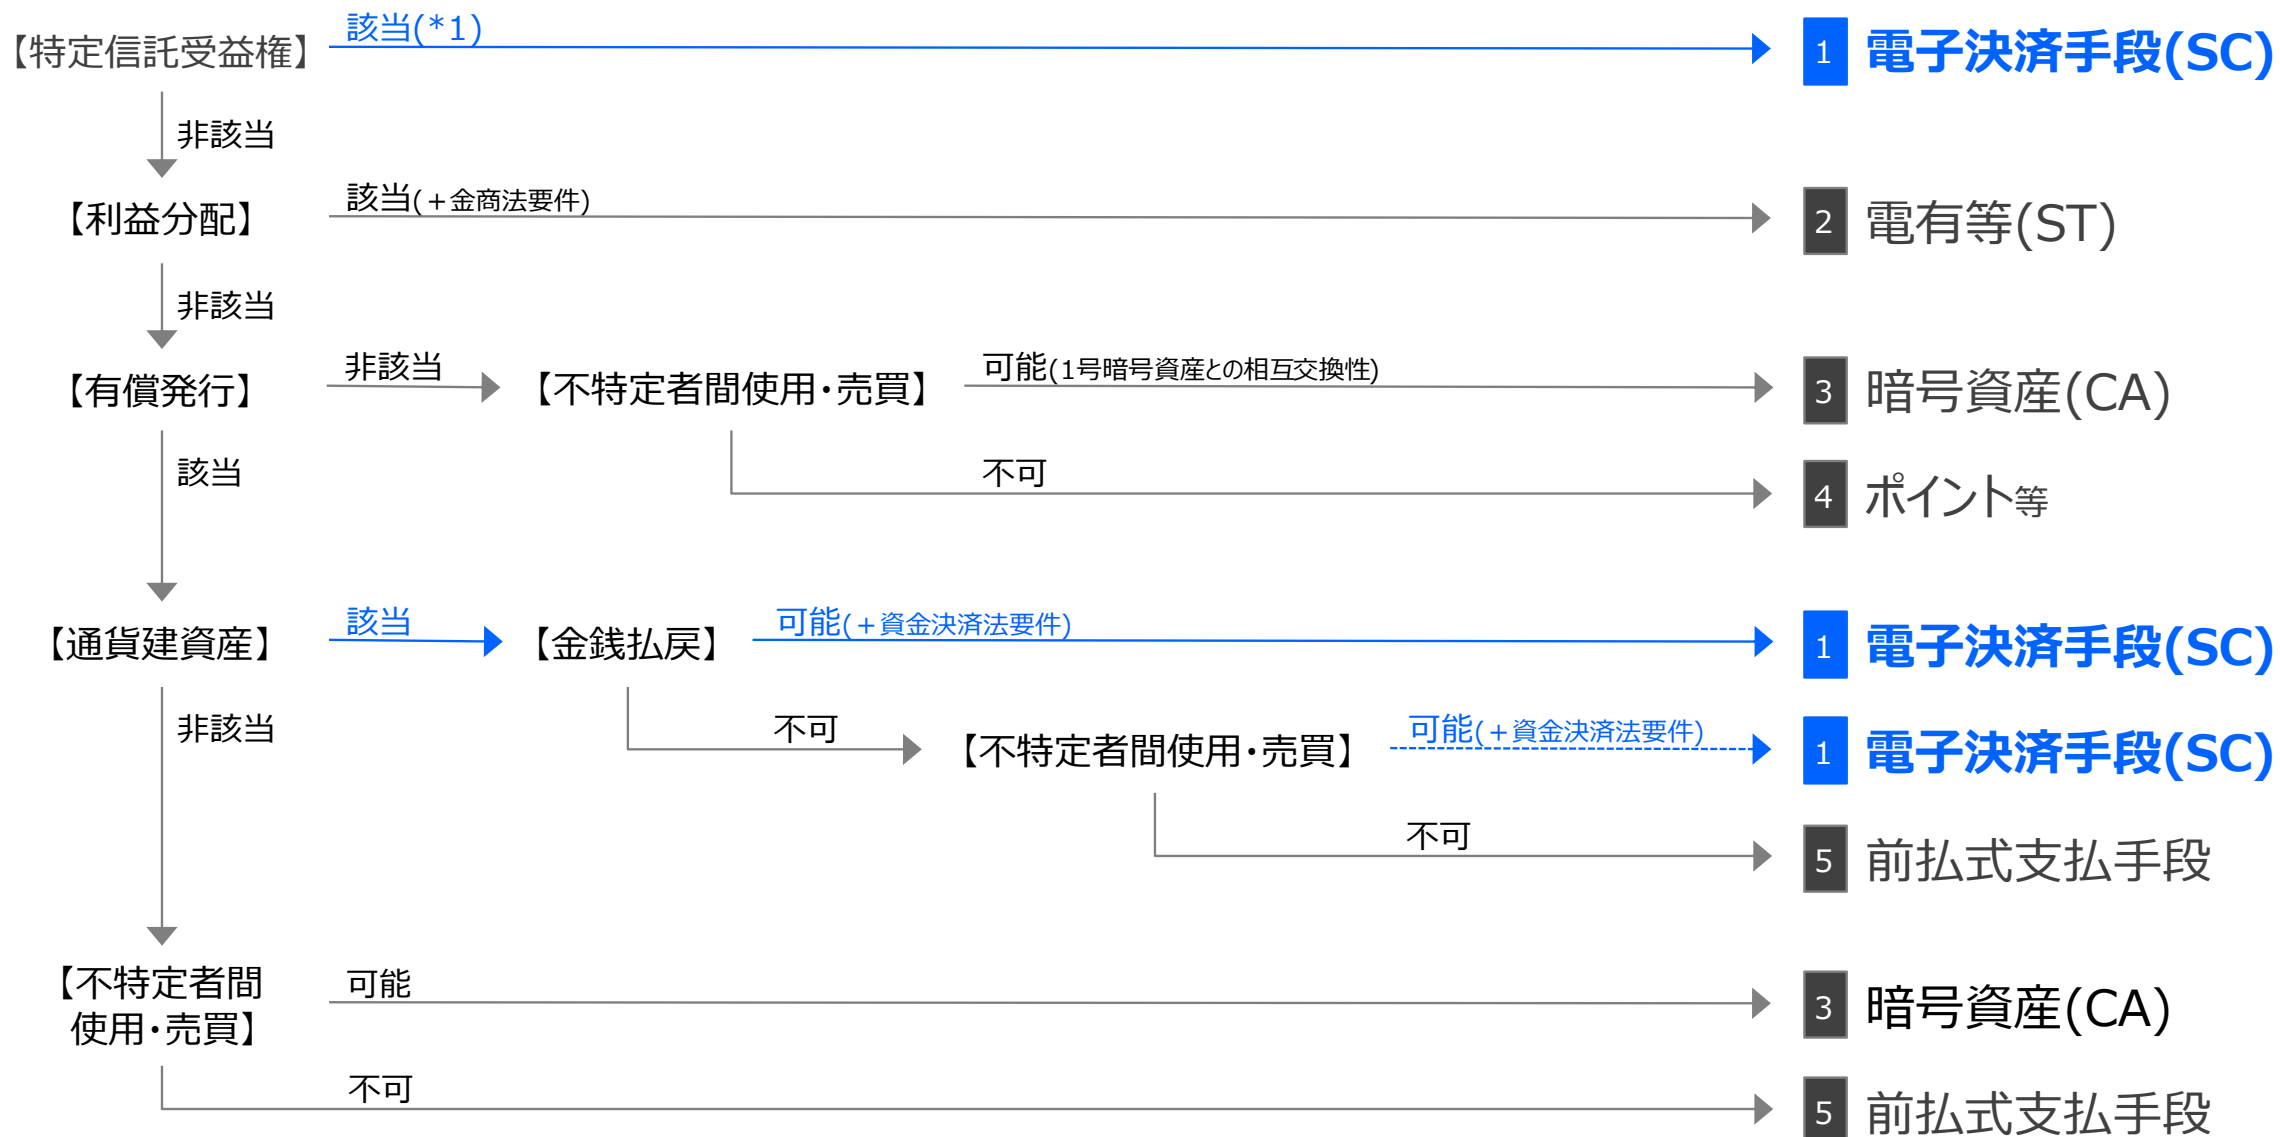 【特定信託受益権】
該当(*1)
1 電子決済手段(SC)
非該当
【利益分配】
該当(+金商法要件)
2 電有等(ST)
非該当
【有償発行】
非該当
【不特定者間使用・売買】
可能(1号暗号資産との相互交換性)
3 暗号資産(CA)
不可
4 ポイント等
該当
【通貨建資産】
該当
【金銭払戻】
可能(+資金決済法要件)
1 電子決済手段(SC)
不可
【不特定者間使用・売買】
可能(+資金決済法要件)
1 電子決済手段(SC)
不可
5 前払式支払手段
非該当
【不特定者間
使用・売買】
可能
3 暗号資産(CA)
不可
5 前払式支払手段